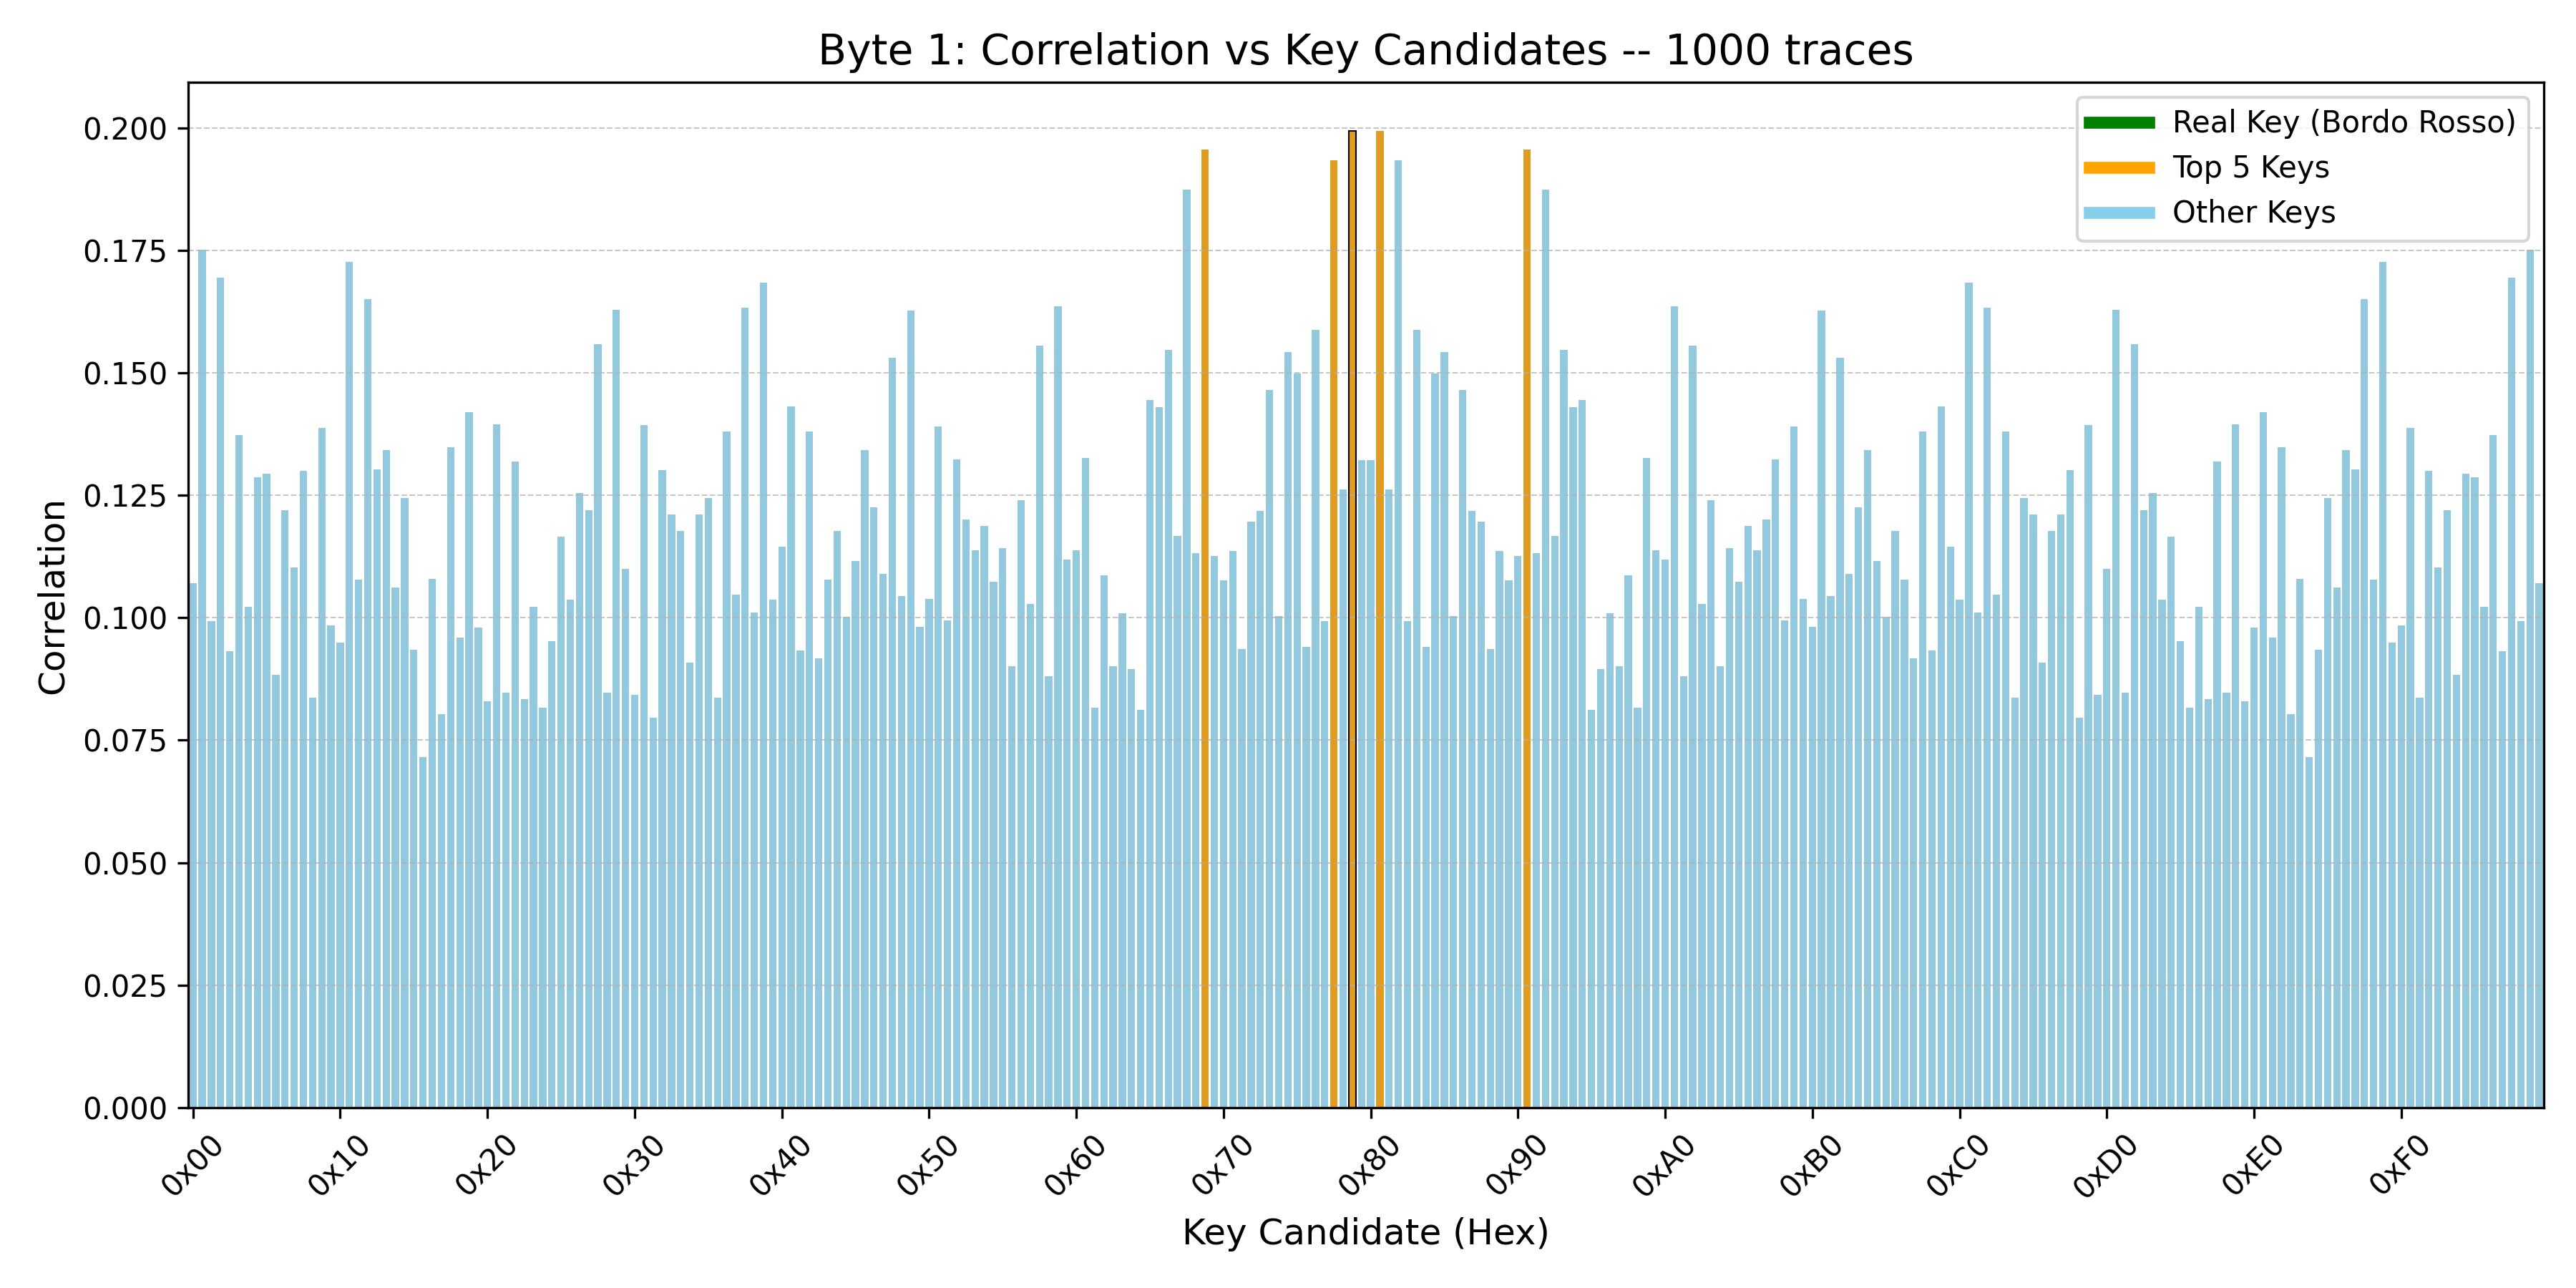 Byte 1: Correlation vs Key Candidates -- 1000 traces
Real Key (Bordo Rosso)
Top 5 Keys
Other Keys
Correlation
0.200
0.175
0.150
0.125
0.100
0.075
0.050
0.025
0.000
0x00 0x10 0x20 0x30 0x40 0x50 0x60 0x70 0x80 0x90 0xA0 0xB0 0xC0 0xD0 0xE0 0xF0
Key Candidate (Hex)